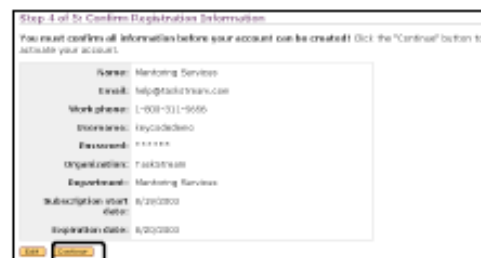 Step 4 of 5: Confirm Registration Information
You must confirm all information before your account can be created! Click the "Continue" button to
activate your account.
Name: Mentoring Services
Email: help@taskstream.com
Work phone: 1-800-311-5656
Username: keycodedemo
Password: ******
Organization: TaskStream
Department: Mentoring Services
Subscription start
date:
Expiration date:
Edit Continue